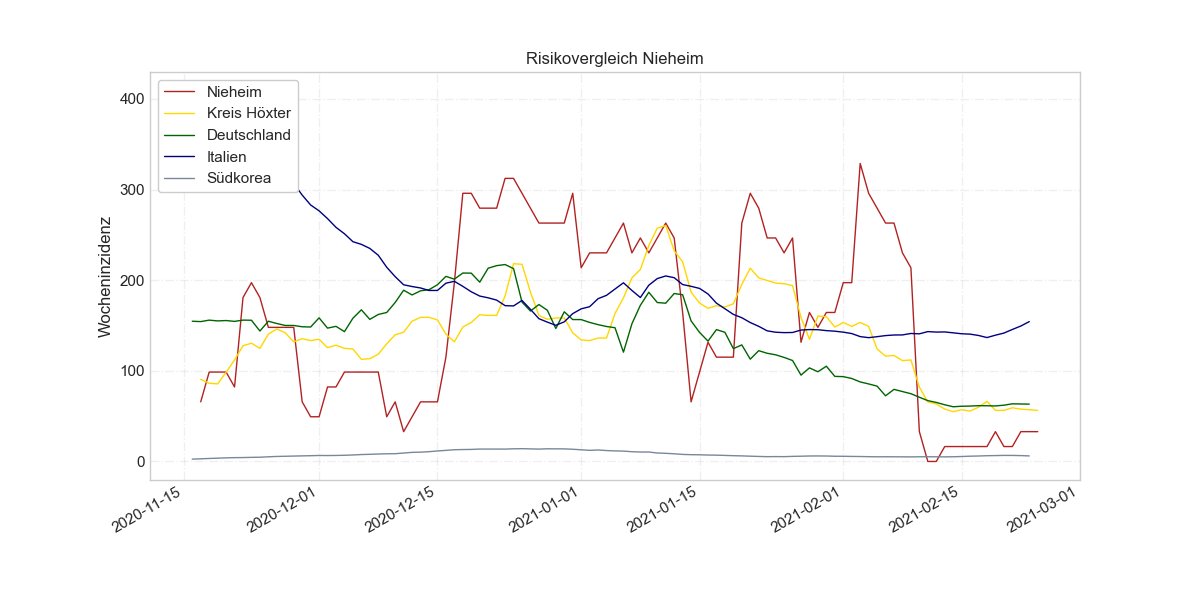 Risikovergleich Nieheim
Wocheninzidenz
400
300
200
100
0
Nieheim
Kreis Höxter
Deutschland
Italien
Südkorea
2020-11-15
2020-12-01
2020-12-15
2021-01-01
2021-01-15
2021-02-01
2021-02-15
2021-03-01